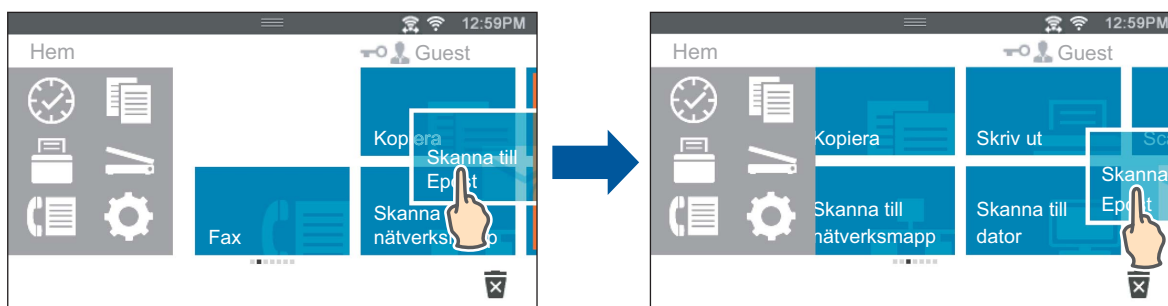 12:59PM
Hem
Guest
Kopiera
Skanna till
Epost
Fax
Skanna
nätverksmapp
12:59PM
Hem
Guest
Kopiera
Skriv ut
Sca
Skanna
Epost
Skanna till
nätverksmapp
Skanna till
dator